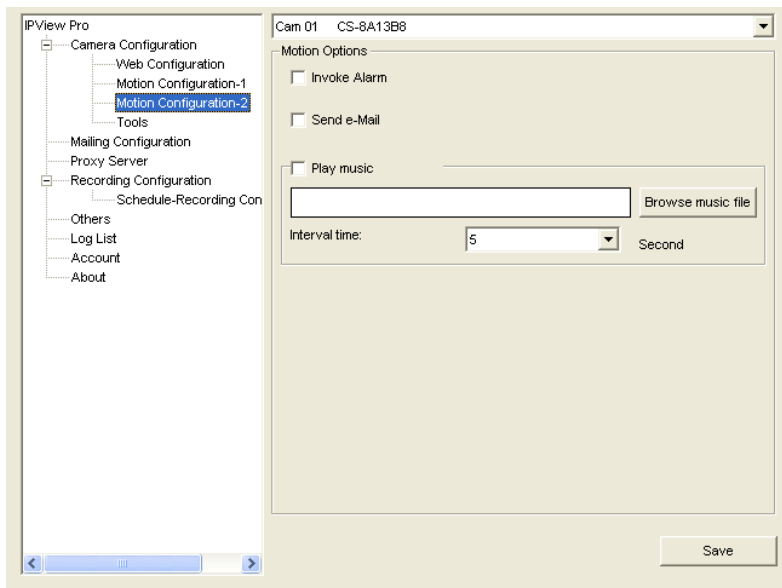 IPView Pro
Camera Configuration
Web Configuration
Motion Configuration-1
Motion Configuration-2
Tools
Mailing Configuration
Proxy Server
Recording Configuration
Schedule-Recording Con
Others
Log List
Account
About
Cam 01 CS-8A13B8
Motion Options
Invoke Alarm
Send e-Mail
Play music
Browse music file
Interval time:
5
Second
Save